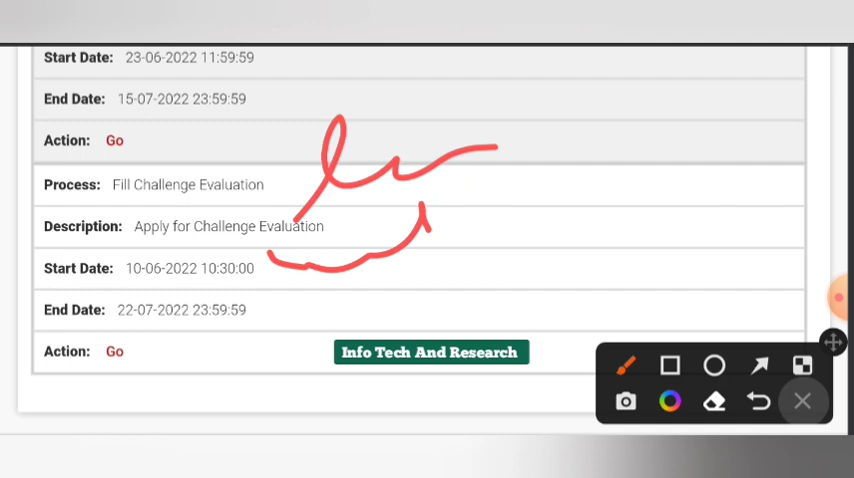 Start Date: 23-06-2022 11:59:59
End Date: 15-07-2022 23:59:59
Action: Go
Process: Fill Challenge Evaluation
Description: Apply for Challenge Evaluation
Start Date: 10-06-2022 10:30:00
End Date: 22-07-2022 23:59:59
Action: Go
Info Tech And Research